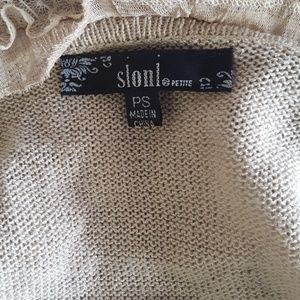 sioni PETITE
PS
MADE IN
CHINA